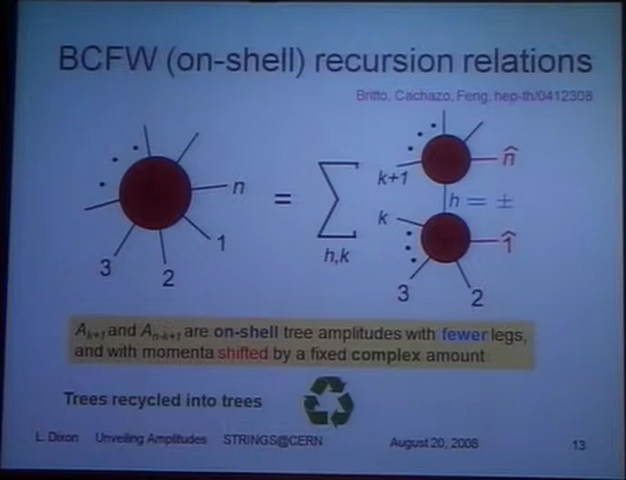 BCFW (on-shell) recursion relations
Britto, Cachazo, Feng, hep-th/0412308
n
1
2
3
=
∑
h,k
k+1
n̂
h = ±
k
1̂
3
2
A_{k+1} and A_{n-k+1} are on-shell tree amplitudes with fewer legs,
and with momenta shifted by a fixed complex amount
Trees recycled into trees
L. Dixon Unveiling Amplitudes STRINGS@CERN August 20, 2008 13